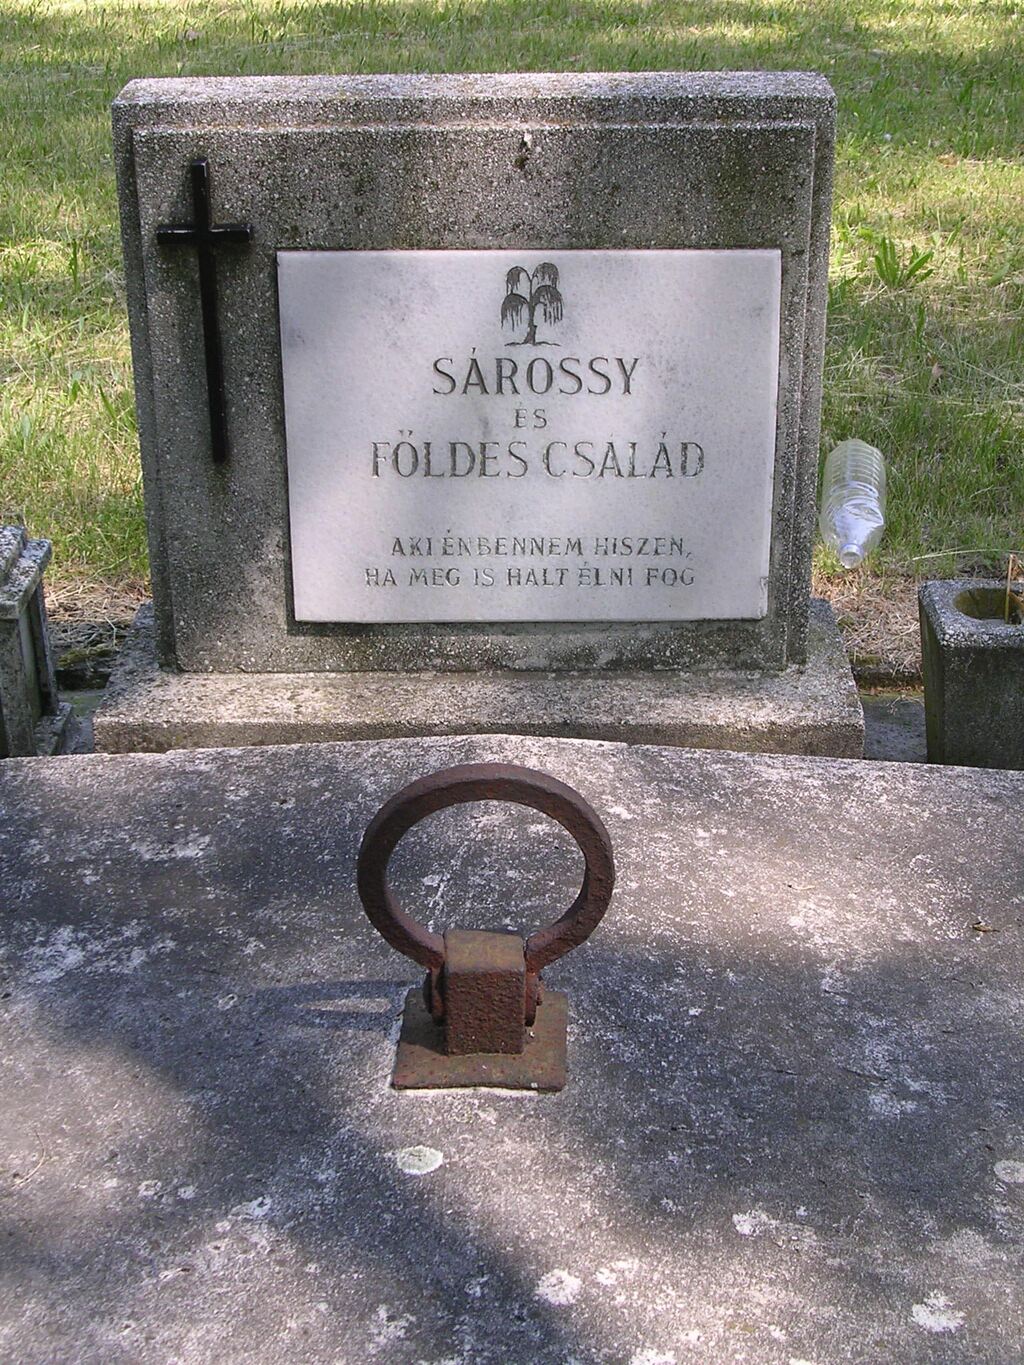 SÁROSSY
ÉS
FÖLDES CSALÁD
AKI ÉNBENNEM HISZEN,
HA MEG IS HALT ÉLNI FOG